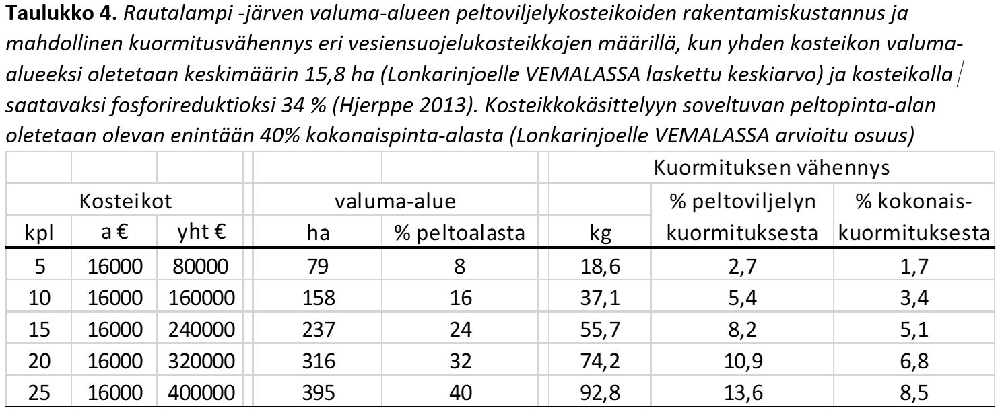 Taulukko 4. Rautalampi -järven valuma-alueen peltoviljelykosteikoiden rakentamiskustannus ja
mahdollinen kuormitusvähennys eri vesiensuojelukosteikkojen määrillä, kun yhden kosteikon valuma-
alueeksi oletetaan keskimäärin 15,8 ha (Lonkarinjoelle VEMALASSA laskettu keskiarvo) ja kosteikolla
saatavaksi fosforireduktioksi 34 % (Hjerppe 2013). Kosteikkokäsittelyyn soveltuvan peltopinta-alan
oletetaan olevan enintään 40% kokonaispinta-alasta (Lonkarinjoelle VEMALASSA arvioitu osuus)
Kuormituksen vähennys
Kosteikot valuma-alue % peltoviljelyn % kokonais-
kpl a € yht € ha % peltoalasta kg kuormituksesta kuormituksesta
5 16000 80000 79 8 18,6 2,7 1,7
10 16000 160000 158 16 37,1 5,4 3,4
15 16000 240000 237 24 55,7 8,2 5,1
20 16000 320000 316 32 74,2 10,9 6,8
25 16000 400000 395 40 92,8 13,6 8,5